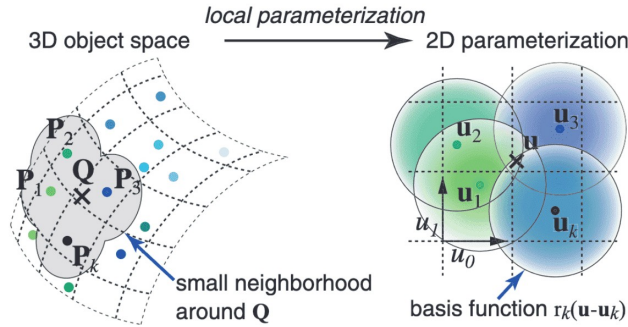 local parameterization
3D object space
2D parameterization
P₂
Q
P₁
P₃
Pₖ
small neighborhood
around Q
u₂
u
u₃
u₁
u₁
uₖ
u₀
basis function rₖ(u-uₖ)